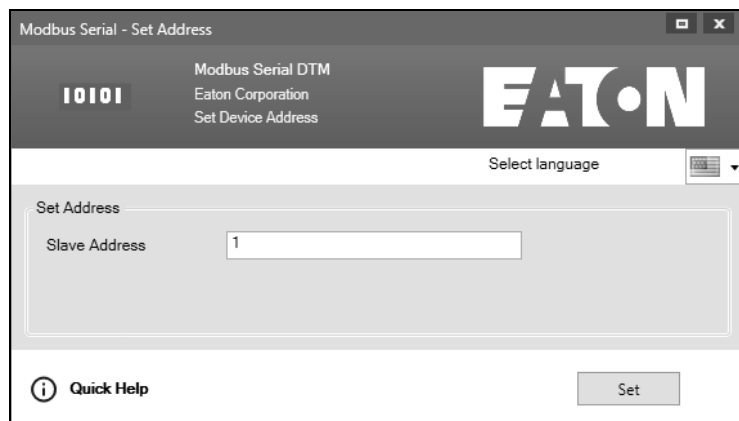 Modbus Serial - Set Address
10101
Modbus Serial DTM
Eaton Corporation
Set Device Address
EATON
Select language
Set Address
Slave Address
1
Quick Help
Set